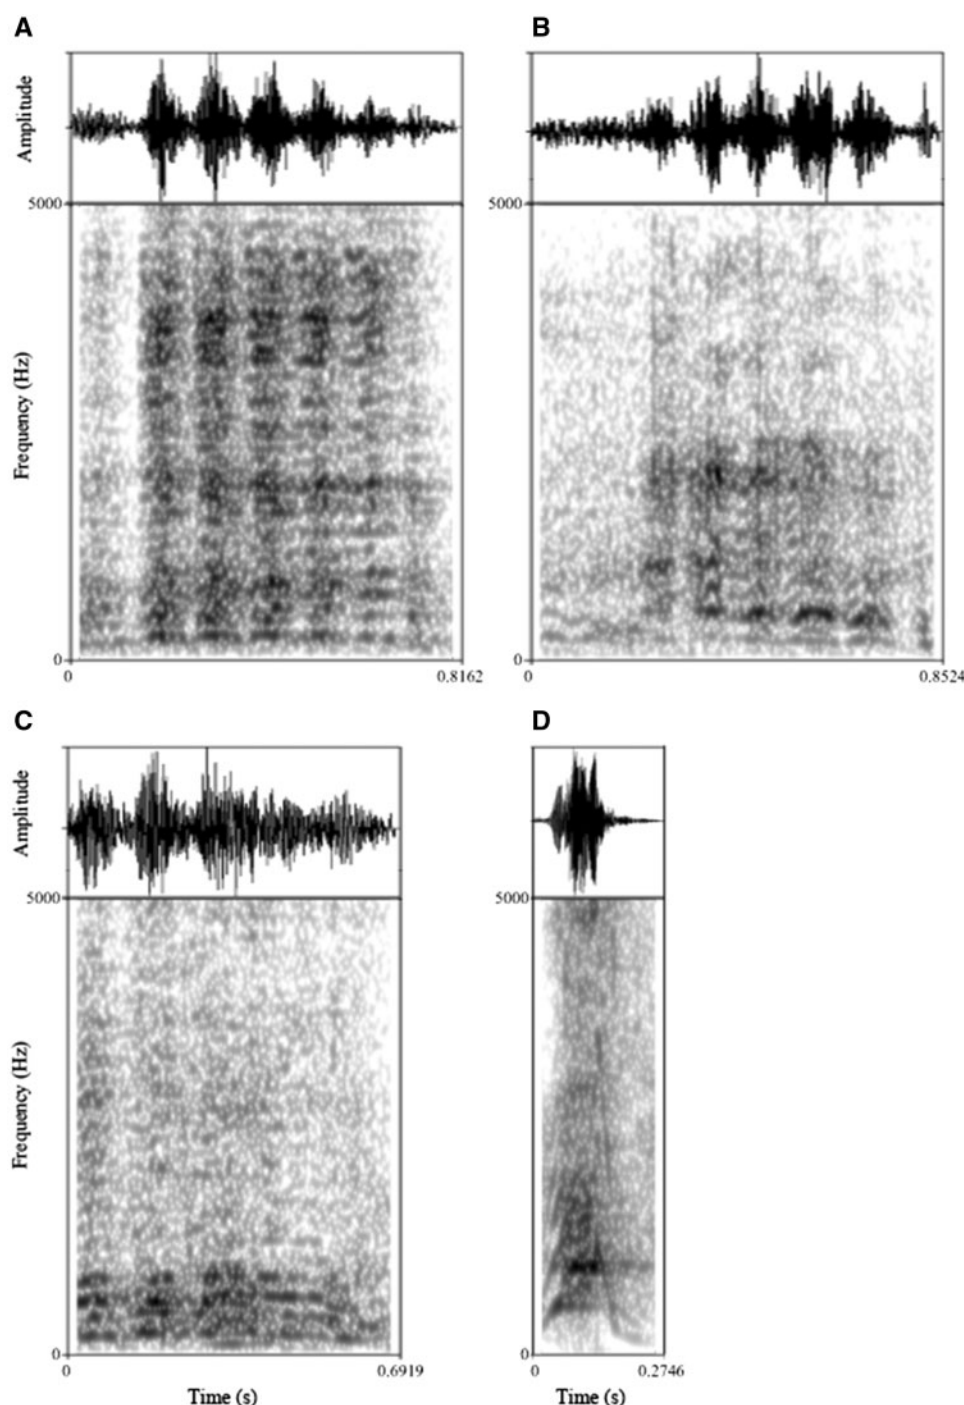 A B
Amplitude
5000 5000
Frequency (Hz)
0 0
0 0.8162 0 0.8524
C D
Amplitude
5000 5000
Frequency (Hz)
0 0
0 0.6919 0 0.2746
Time (s) Time (s)